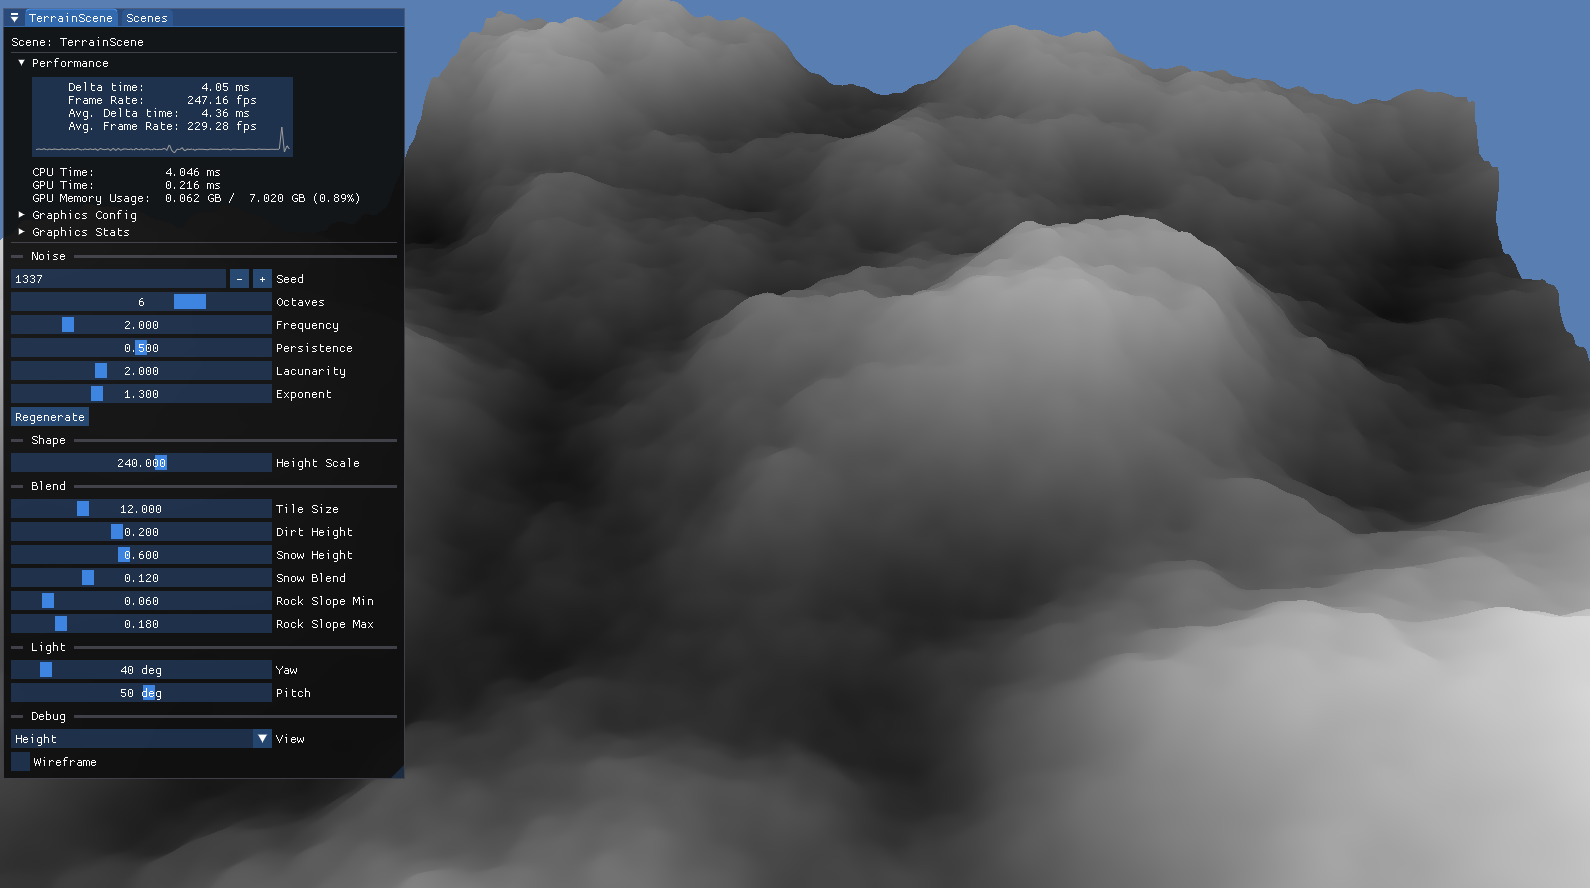 TerrainScene Scenes
Scene: TerrainScene
Performance
Delta time: 4.05 ms
Frame Rate: 247.16 fps
Avg. Delta time: 4.36 ms
Avg. Frame Rate: 229.28 fps
CPU Time: 4.046 ms
GPU Time: 0.216 ms
GPU Memory Usage: 0.062 GB / 7.020 GB (0.89%)
Graphics Config
Graphics Stats
Noise
1337 - + Seed
6 Octaves
2.000 Frequency
0.500 Persistence
2.000 Lacunarity
1.300 Exponent
Regenerate
Shape
240.000 Height Scale
Blend
12.000 Tile Size
0.200 Dirt Height
0.600 Snow Height
0.120 Snow Blend
0.060 Rock Slope Min
0.180 Rock Slope Max
Light
40 deg Yaw
50 deg Pitch
Debug
Height View
Wireframe